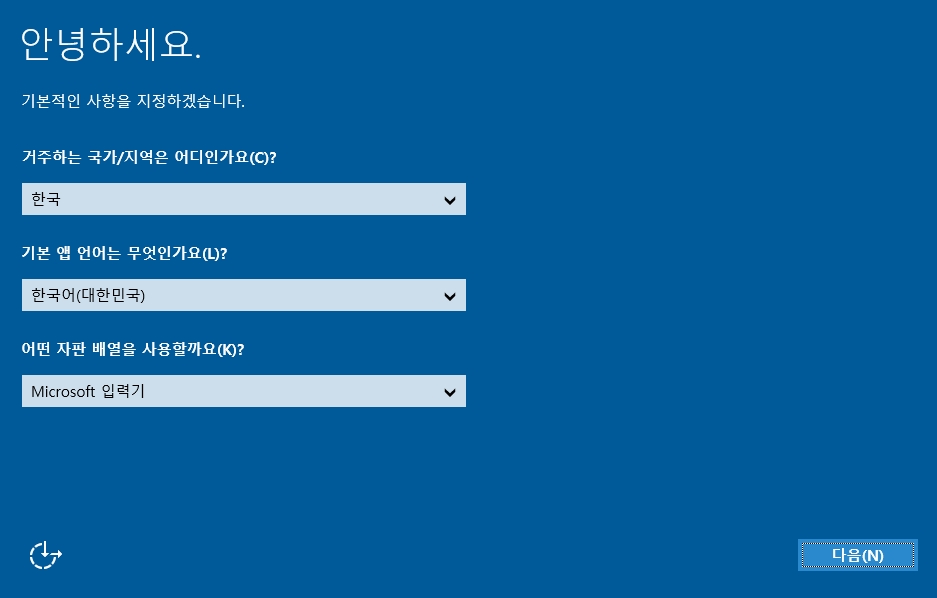 안녕하세요.
기본적인 사항을 지정하겠습니다.
거주하는 국가/지역은 어디인가요(C)?
한국
기본 앱 언어는 무엇인가요(L)?
한국어(대한민국)
어떤 자판 배열을 사용할까요(K)?
Microsoft 입력기
다음(N)